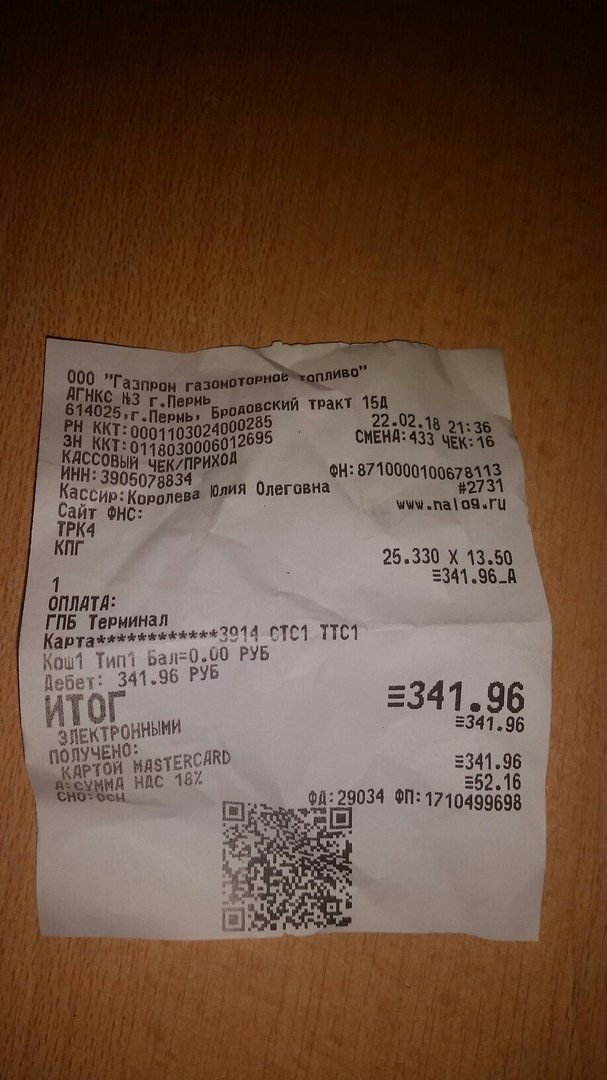 ООО "Газпром газомоторное топливо"
АГНКС №3 г.Пермь
614025,г.Пермь, Бродовский тракт 15Д
РН ККТ:0001103024000285 22.02.18 21:36
ЗН ККТ:0118030006012695 СМЕНА:433 ЧЕК:16
КАССОВЫЙ ЧЕК/ПРИХОД
ИНН:3905078834 ФН:8710000100678113
Кассир:Королева Юлия Олеговна #2731
Сайт ФНС: www.nalog.ru
ТРК4
КПГ
25.330 X 13.50
1 ≡341.96_А
ОПЛАТА:
ГПБ Терминал
Карта************3914 СТС1 ТТС1
Кош1 Тип1 Бал=0.00 РУБ
Дебет: 341.96 РУБ
ИТОГ ≡341.96
ЭЛЕКТРОННЫМИ ≡341.96
ПОЛУЧЕНО:
КАРТОЙ MASTERCARD ≡341.96
А:СУММА НДС 18% ≡52.16
СНО:ОСН ФД:29034 ФП:1710499698